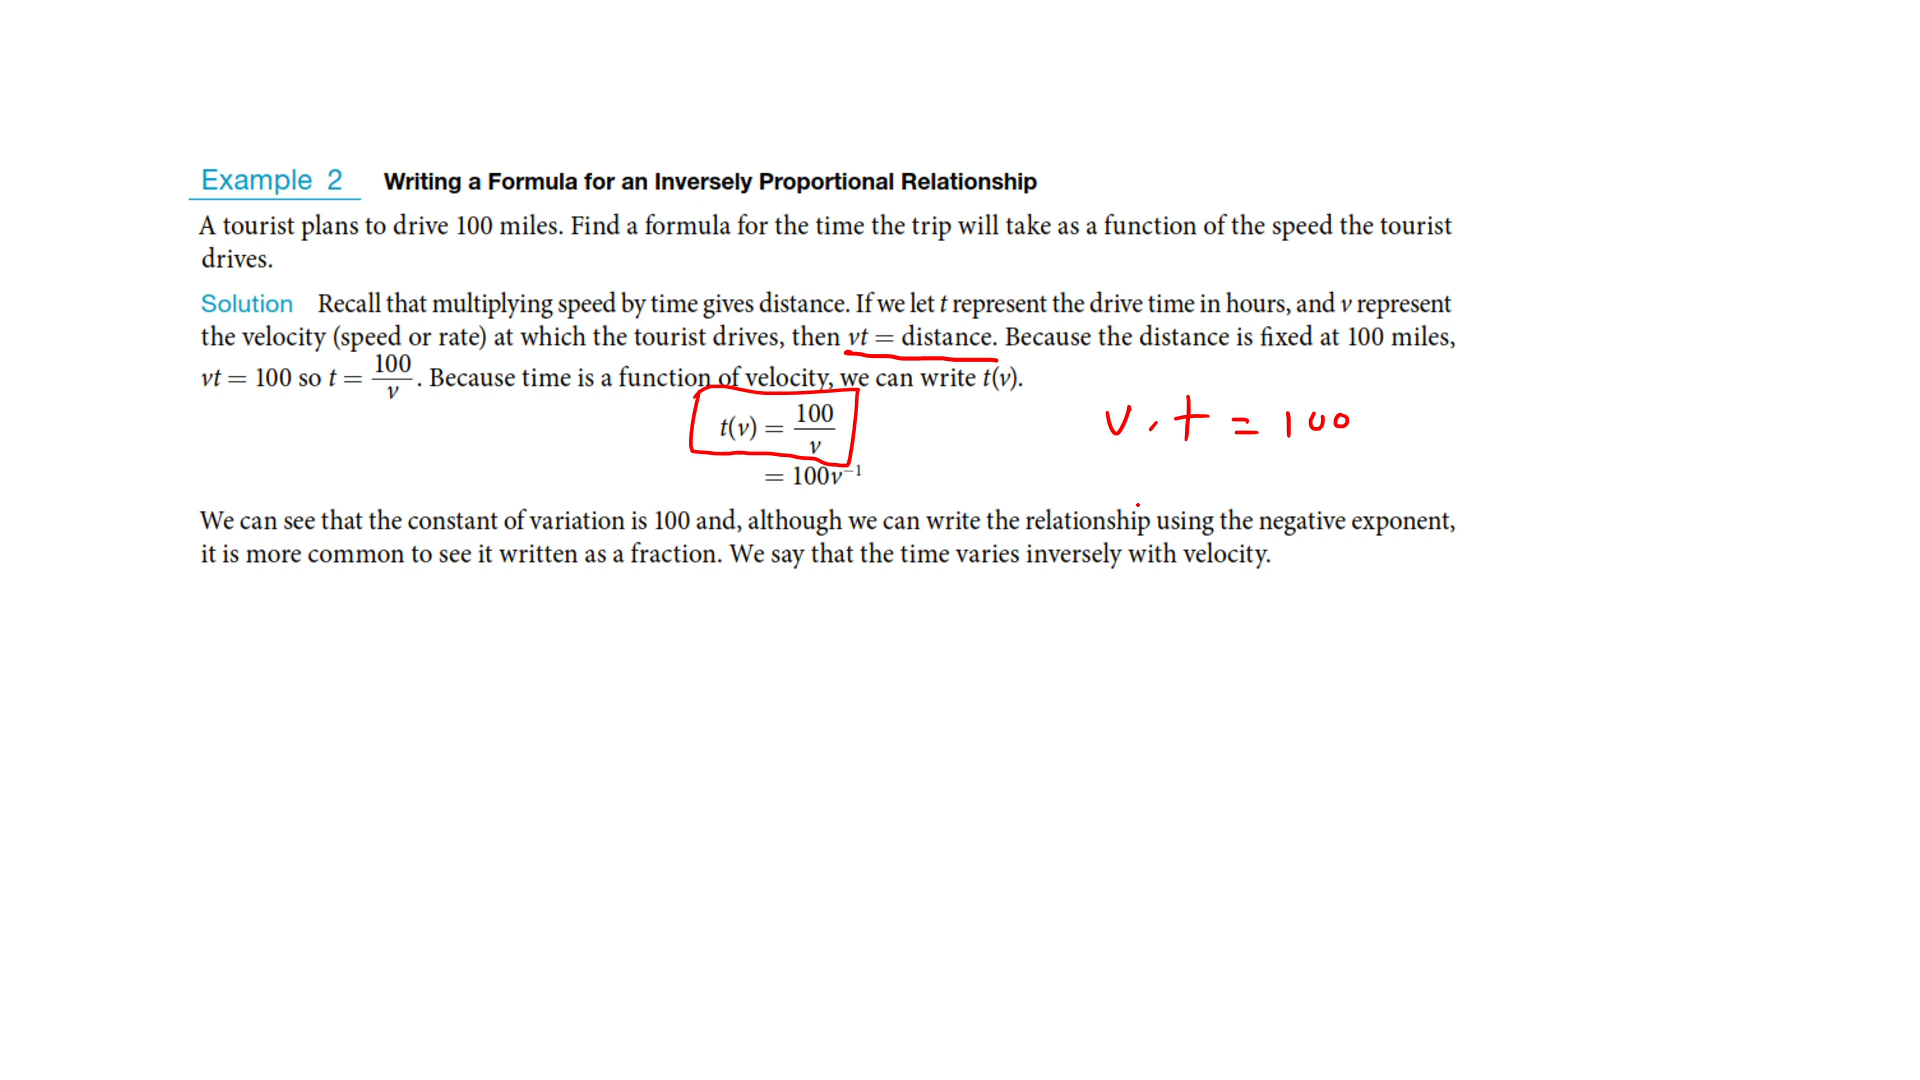 Example 2 Writing a Formula for an Inversely Proportional Relationship
A tourist plans to drive 100 miles. Find a formula for the time the trip will take as a function of the speed the tourist
drives.
Solution Recall that multiplying speed by time gives distance. If we let t represent the drive time in hours, and v represent
the velocity (speed or rate) at which the tourist drives, then vt = distance. Because the distance is fixed at 100 miles,
vt = 100 so t = 100/v. Because time is a function of velocity, we can write t(v).
t(v) = 100/v
v · t = 100
= 100v⁻¹
We can see that the constant of variation is 100 and, although we can write the relationship using the negative exponent,
it is more common to see it written as a fraction. We say that the time varies inversely with velocity.